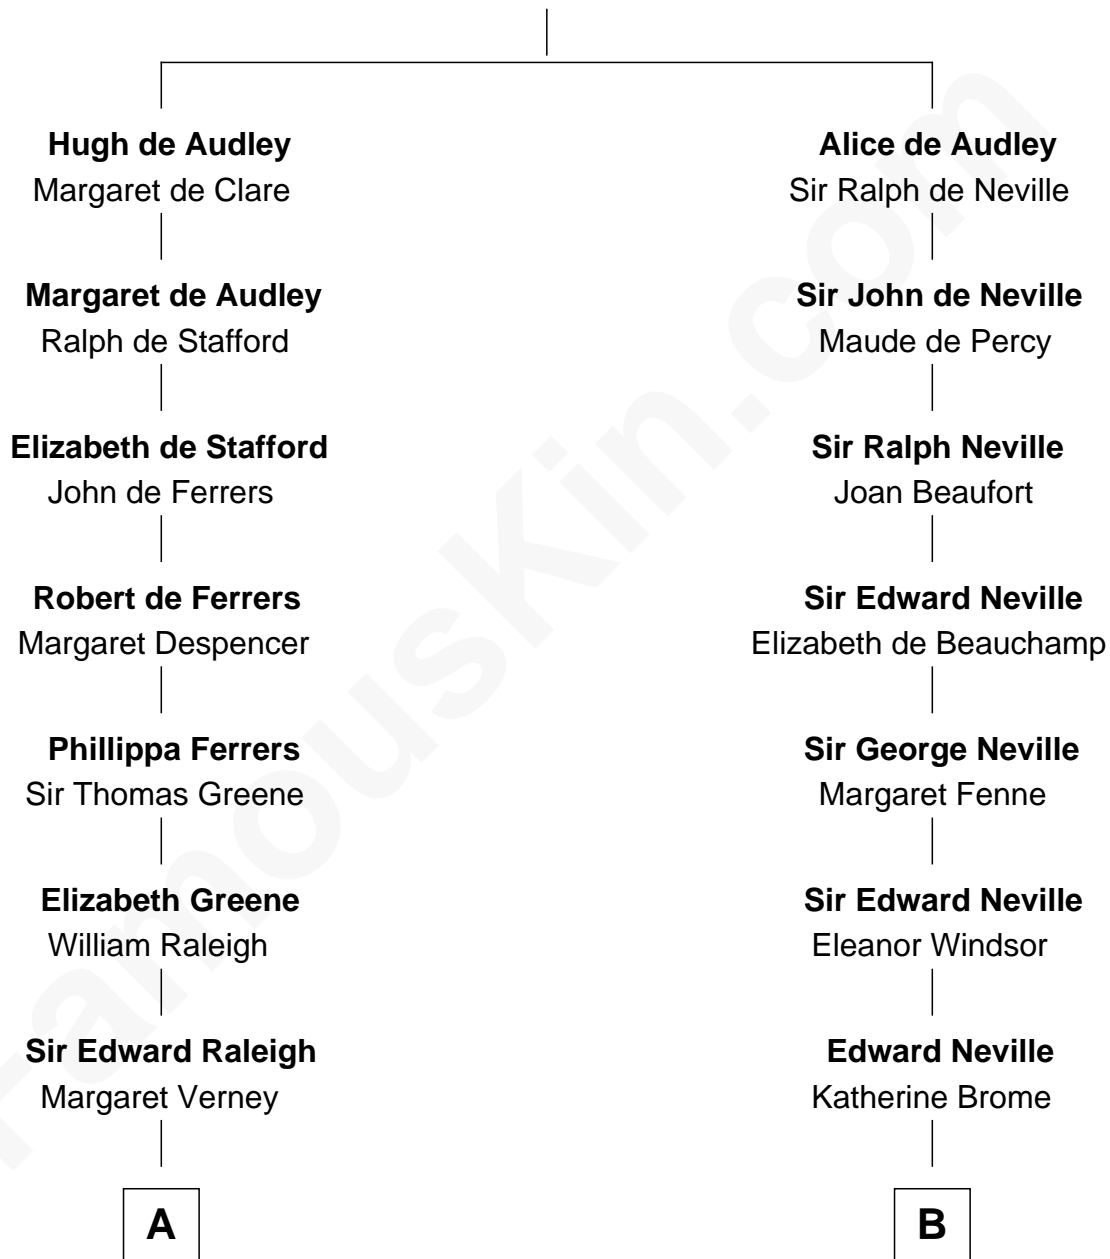 Hugh de Audley
Margaret de Clare
Alice de Audley
Sir Ralph de Neville
Margaret de Audley
Ralph de Stafford
Sir John de Neville
Maude de Percy
Elizabeth de Stafford
John de Ferrers
Sir Ralph Neville
Joan Beaufort
Robert de Ferrers
Margaret Despencer
Sir Edward Neville
Elizabeth de Beauchamp
Phillippa Ferrers
Sir Thomas Greene
Sir George Neville
Margaret Fenne
Elizabeth Greene
William Raleigh
Sir Edward Neville
Eleanor Windsor
Sir Edward Raleigh
Margaret Verney
Edward Neville
Katherine Brome
A
B
FamousKin.com